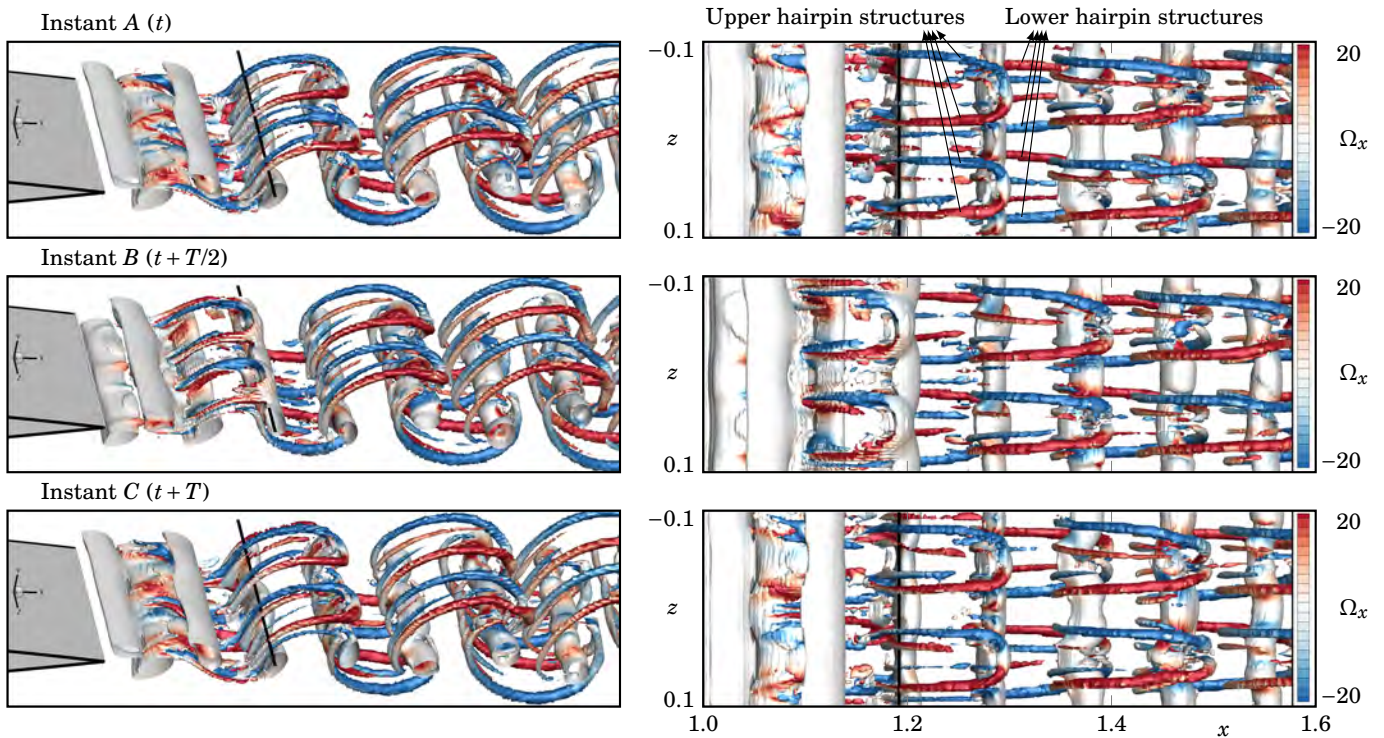 Instant A (t)
Upper hairpin structures
Lower hairpin structures
−0.1
z
0.1
20
Ω_x
−20
Instant B (t + T/2)
−0.1
z
0.1
20
Ω_x
−20
Instant C (t + T)
−0.1
z
0.1
20
Ω_x
−20
1.0
1.2
1.4
x
1.6